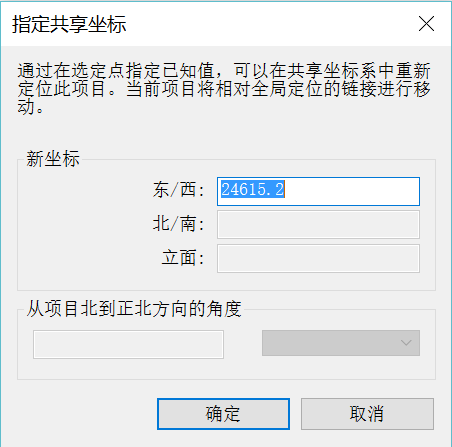 指定共享坐标
通过在选定点指定已知值，可以在共享坐标系中重新
定位此项目。当前项目将相对全局定位的链接进行移
动。
新坐标
东/西: 24615.2
北/南:
立面:
从项目北到正北方向的角度
确定 取消